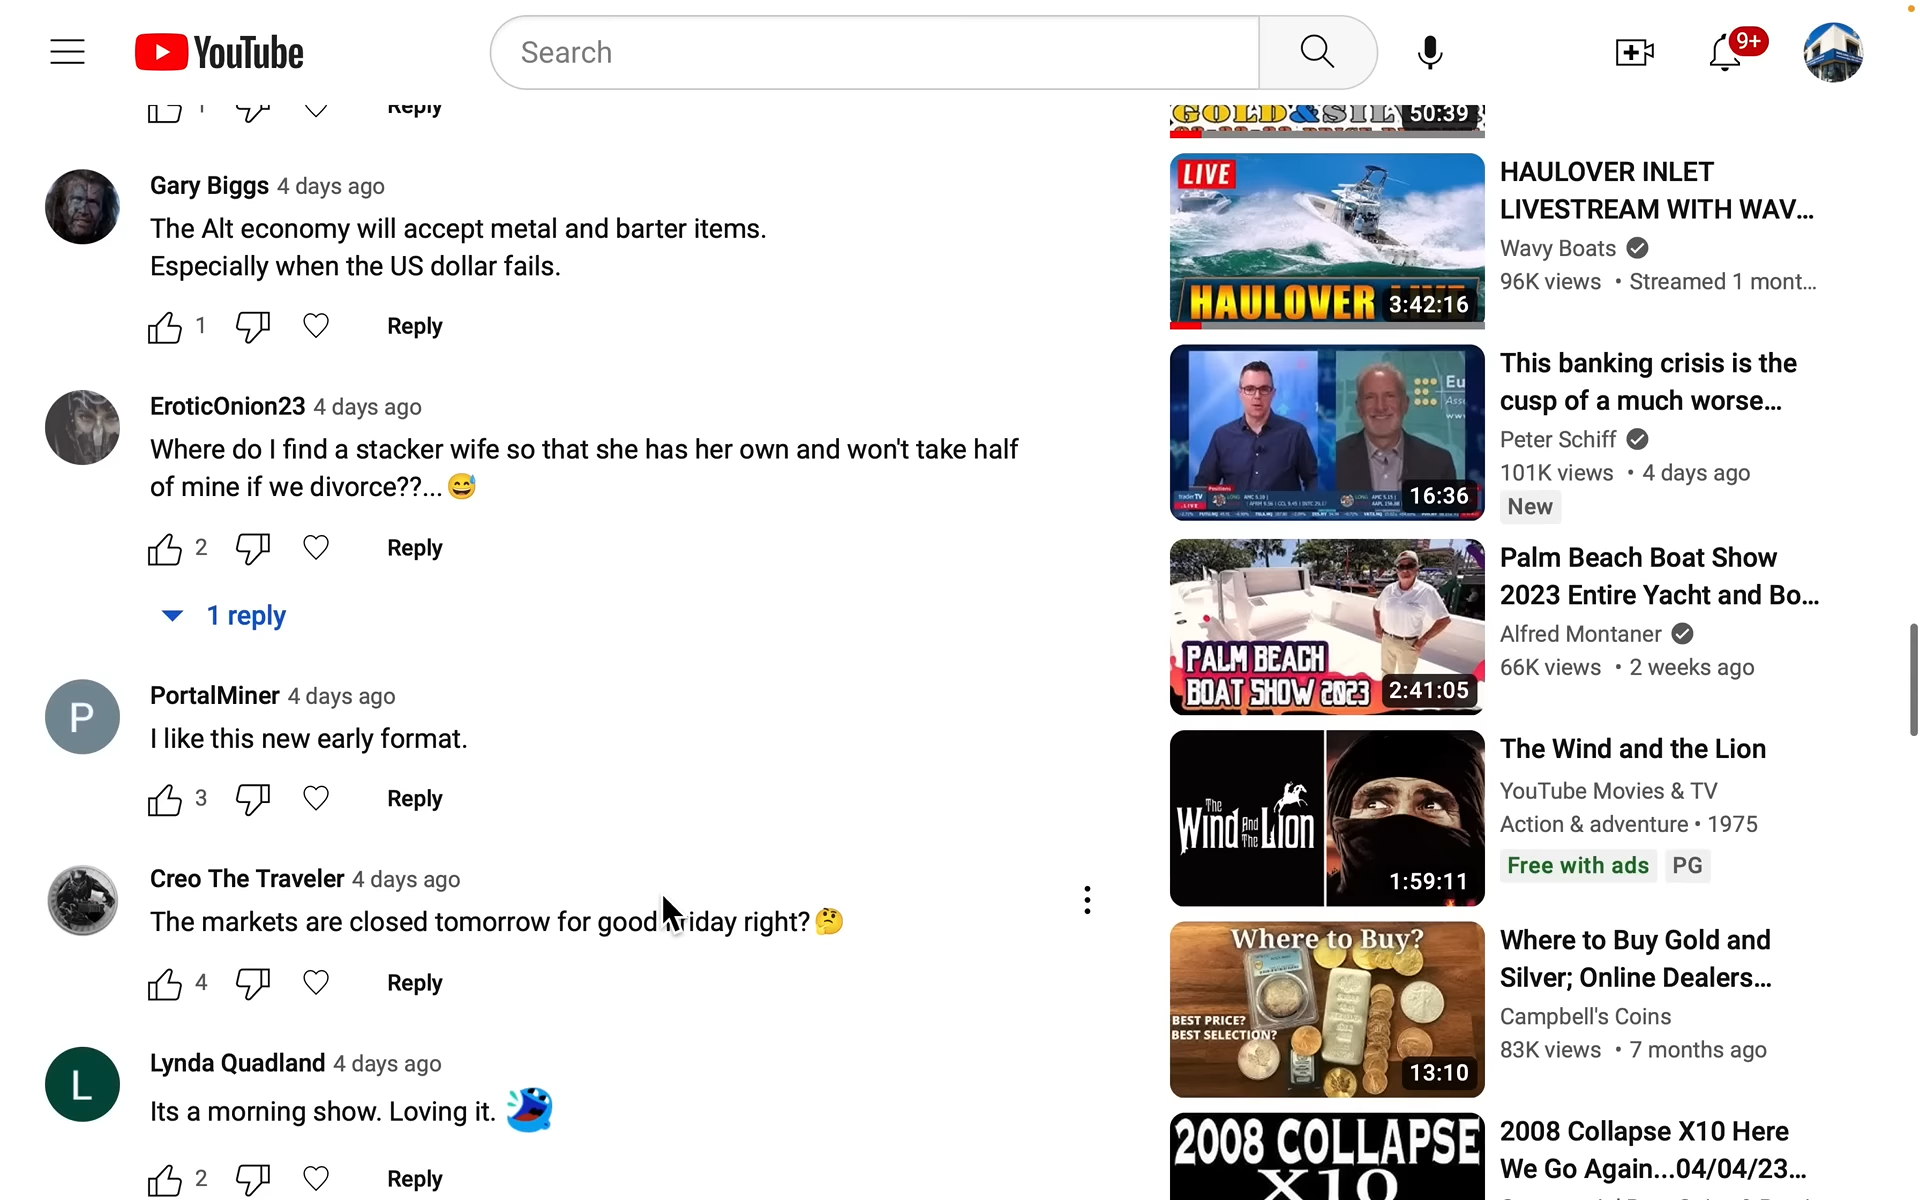 YouTube
Search
9+
1
Reply
Gary Biggs 4 days ago
The Alt economy will accept metal and barter items.
Especially when the US dollar fails.
1
Reply
EroticOnion23 4 days ago
Where do I find a stacker wife so that she has her own and won't take half
of mine if we divorce??...😅
2
Reply
1 reply
P
PortalMiner 4 days ago
I like this new early format.
3
Reply
Creo The Traveler 4 days ago
The markets are closed tomorrow for good riday right?🤔
4
Reply
L
Lynda Quadland 4 days ago
Its a morning show. Loving it.
2
Reply
GOLD&SIL
50:39
LIVE
HAULOVER
3:42:16
HAULOVER INLET
LIVESTREAM WITH WAV...
Wavy Boats
96K views • Streamed 1 mont...
Eu
Ass
www
LIVE
16:36
This banking crisis is the
cusp of a much worse...
Peter Schiff
101K views • 4 days ago
New
PALM BEACH
BOAT SHOW 2023
2:41:05
Palm Beach Boat Show
2023 Entire Yacht and Bo...
Alfred Montaner
66K views • 2 weeks ago
The
Wind And The Lion
1:59:11
The Wind and the Lion
YouTube Movies & TV
Action & adventure • 1975
Free with ads
PG
Where to Buy?
BEST PRICE?
BEST SELECTION?
13:10
Where to Buy Gold and
Silver; Online Dealers...
Campbell's Coins
83K views • 7 months ago
2008 COLLAPSE
X10
2008 Collapse X10 Here
We Go Again...04/04/23...